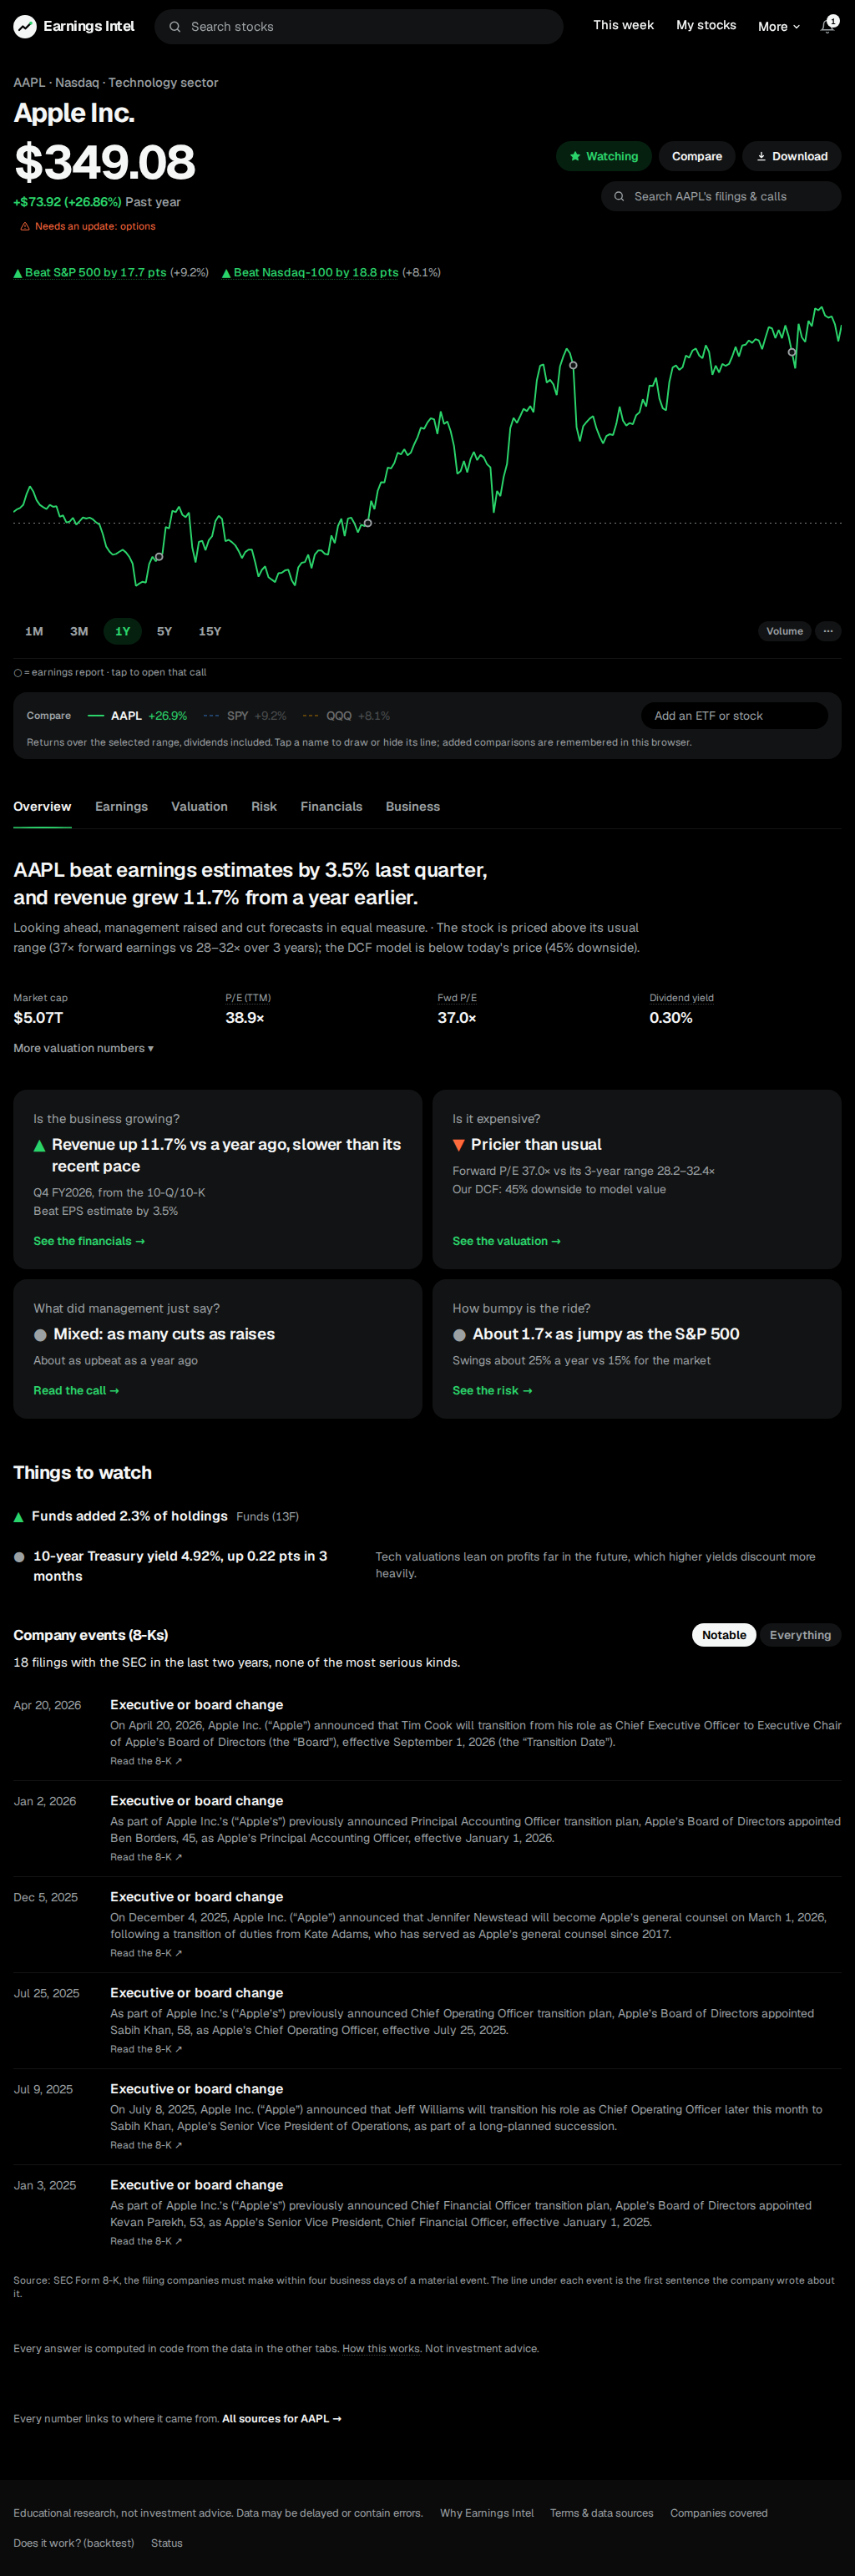 Earnings Intel
Search stocks
This week
My stocks
More
1
AAPL · Nasdaq · Technology sector
Apple Inc.
$349.08
Watching
Compare
Download
+$73.92 (+26.86%) Past year
Search AAPL's filings & calls
Needs an update: options
▲ Beat S&P 500 by 17.7 pts (+9.2%) ▲ Beat Nasdaq-100 by 18.8 pts (+8.1%)
1M 3M 1Y 5Y 15Y
Volume ···
○ = earnings report · tap to open that call
Compare AAPL +26.9% SPY +9.2% QQQ +8.1%
Add an ETF or stock
Returns over the selected range, dividends included. Tap a name to draw or hide its line; added comparisons are remembered in this browser.
Overview Earnings Valuation Risk Financials Business
AAPL beat earnings estimates by 3.5% last quarter,
and revenue grew 11.7% from a year earlier.
Looking ahead, management raised and cut forecasts in equal measure. · The stock is priced above its usual
range (37× forward earnings vs 28–32× over 3 years); the DCF model is below today's price (45% downside).
Market cap P/E (TTM) Fwd P/E Dividend yield
$5.07T 38.9× 37.0× 0.30%
More valuation numbers ▾
Is the business growing?
▲ Revenue up 11.7% vs a year ago, slower than its
recent pace
Q4 FY2026, from the 10-Q/10-K
Beat EPS estimate by 3.5%
See the financials →
Is it expensive?
▼ Pricier than usual
Forward P/E 37.0× vs its 3-year range 28.2–32.4×
Our DCF: 45% downside to model value
See the valuation →
What did management just say?
● Mixed: as many cuts as raises
About as upbeat as a year ago
Read the call →
How bumpy is the ride?
● About 1.7× as jumpy as the S&P 500
Swings about 25% a year vs 15% for the market
See the risk →
Things to watch
▲ Funds added 2.3% of holdings Funds (13F)
● 10-year Treasury yield 4.92%, up 0.22 pts in 3
months
Tech valuations lean on profits far in the future, which higher yields discount more
heavily.
Company events (8-Ks)
Notable Everything
18 filings with the SEC in the last two years, none of the most serious kinds.
Apr 20, 2026 Executive or board change
On April 20, 2026, Apple Inc. (“Apple”) announced that Tim Cook will transition from his role as Chief Executive Officer to Executive Chair
of Apple's Board of Directors (the “Board”), effective September 1, 2026 (the “Transition Date”).
Read the 8-K ↗
Jan 2, 2026 Executive or board change
As part of Apple Inc.'s (“Apple's”) previously announced Principal Accounting Officer transition plan, Apple's Board of Directors appointed
Ben Borders, 45, as Apple's Principal Accounting Officer, effective January 1, 2026.
Read the 8-K ↗
Dec 5, 2025 Executive or board change
On December 4, 2025, Apple Inc. (“Apple”) announced that Jennifer Newstead will become Apple's general counsel on March 1, 2026,
following a transition of duties from Kate Adams, who has served as Apple's general counsel since 2017.
Read the 8-K ↗
Jul 25, 2025 Executive or board change
As part of Apple Inc.'s (“Apple's”) previously announced Chief Operating Officer transition plan, Apple's Board of Directors appointed
Sabih Khan, 58, as Apple's Chief Operating Officer, effective July 25, 2025.
Read the 8-K ↗
Jul 9, 2025 Executive or board change
On July 8, 2025, Apple Inc. (“Apple”) announced that Jeff Williams will transition his role as Chief Operating Officer later this month to
Sabih Khan, Apple's Senior Vice President of Operations, as part of a long-planned succession.
Read the 8-K ↗
Jan 3, 2025 Executive or board change
As part of Apple Inc.'s (“Apple's”) previously announced Chief Financial Officer transition plan, Apple's Board of Directors appointed
Kevan Parekh, 53, as Apple's Senior Vice President, Chief Financial Officer, effective January 1, 2025.
Read the 8-K ↗
Source: SEC Form 8-K, the filing companies must make within four business days of a material event. The line under each event is the first sentence the company wrote about
it.
Every answer is computed in code from the data in the other tabs. How this works. Not investment advice.
Every number links to where it came from. All sources for AAPL →
Educational research, not investment advice. Data may be delayed or contain errors. Why Earnings Intel Terms & data sources Companies covered
Does it work? (backtest) Status